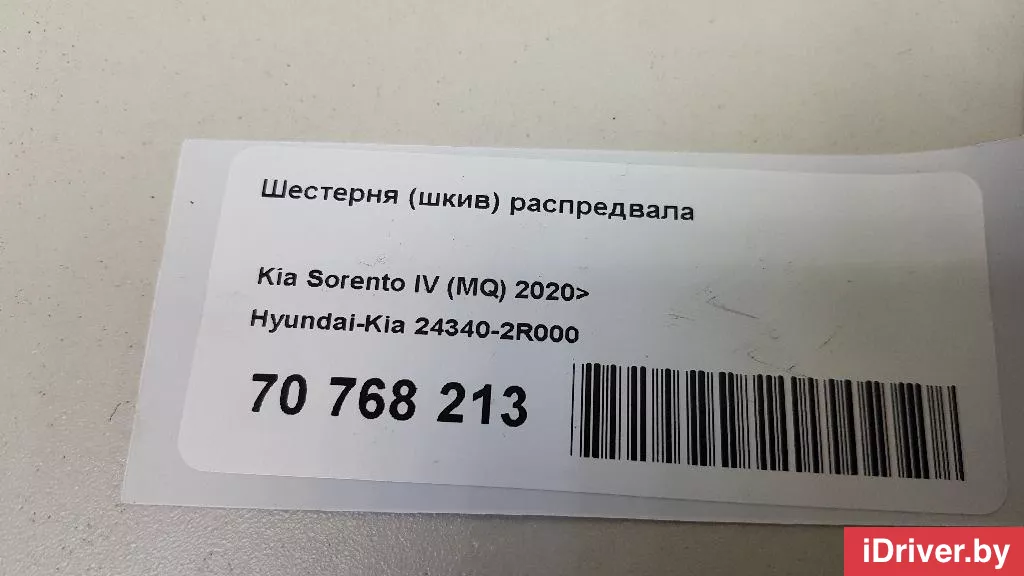 Шестерня (шкив) распредвала
Kia Sorento IV (MQ) 2020>
Hyundai-Kia 24340-2R000
70 768 213
iDriver.by